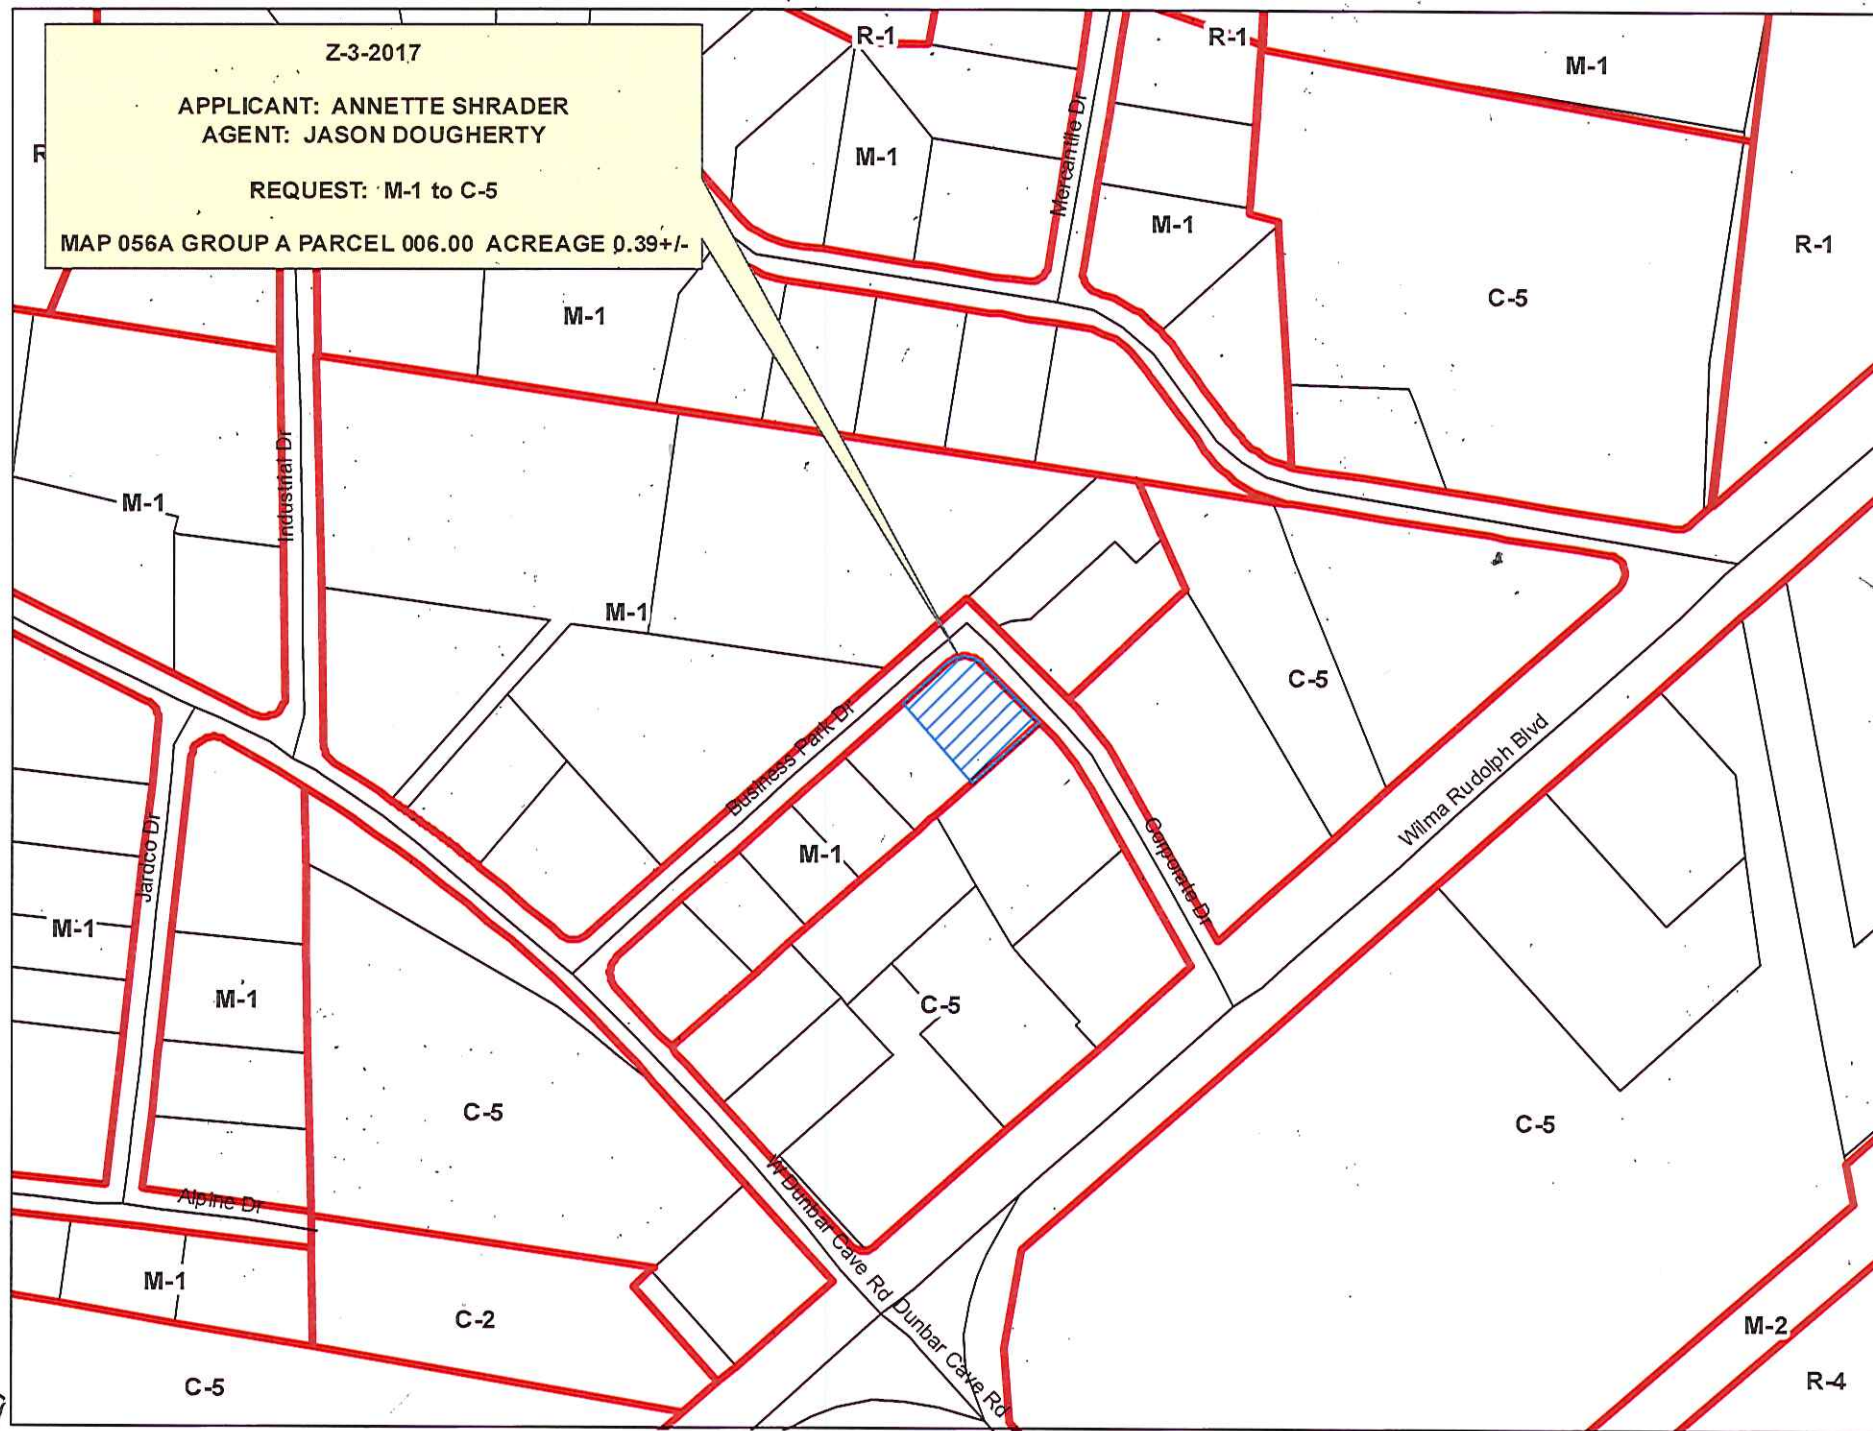 Z-3-2017
APPLICANT: ANNETTE SHRADER
AGENT: JASON DOUGHERTY
REQUEST: M-1 to C-5
MAP 056A GROUP A PARCEL 006.00 ACREAGE 0.39+/-
R-1
R-1
M-1
Mercantile Dr
M-1
M-1
R-1
C-5
M-1
Industrial Dr
M-1
M-1
C-5
Business Park Dr
Wilma Rudolph Blvd
Jardco Dr
M-1
Corporate Dr
M-1
M-1
C-5
C-5
C-5
Alpine Dr
W Dunbar Cave Rd
M-1
C-2
Dunbar Cave Rd
M-2
C-5
R-4